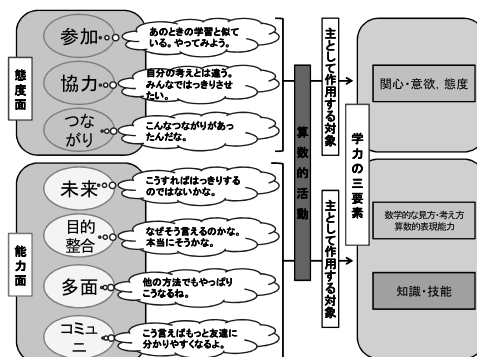 態度面
参加
あのときの学習と似て
いる。やってみよう。
協力
自分の考えとは違う。
みんなではっきりさせ
たい。
つな
がり
こんなつながりがあっ
たんだな。
能力面
未来
こうすればはっきりする
のではないかな。
目的
整合
なぜそう言えるのかな。
本当にそうかな。
多面
他の方法でもやっぱり
こうなるね。
コミュ
ニ
こう言えばもっと友達に
分かりやすくなるよ。
算数的活動
主として作用する対象
主として作用する対象
学力の三要素
関心・意欲，態度
数学的な見方・考え方
算数的表現能力
知識・技能